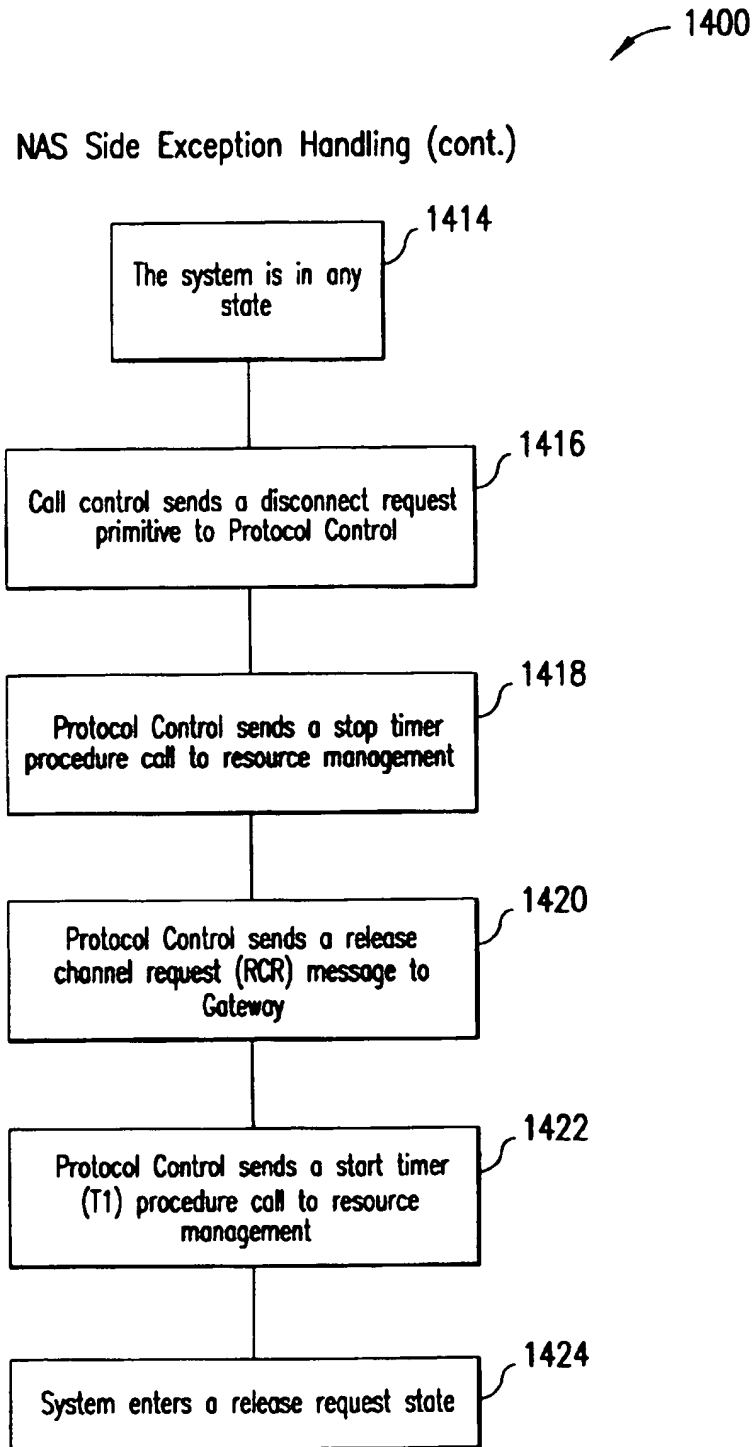 1400
NAS Side Exception Handling (cont.)
1414
The system is in any
state
1416
Call control sends a disconnect request
primitive to Protocol Control
1418
Protocol Control sends a stop timer
procedure call to resource management
1420
Protocol Control sends a release
channel request (RCR) message to
Gateway
1422
Protocol Control sends a start timer
(T1) procedure call to resource
management
1424
System enters a release request state